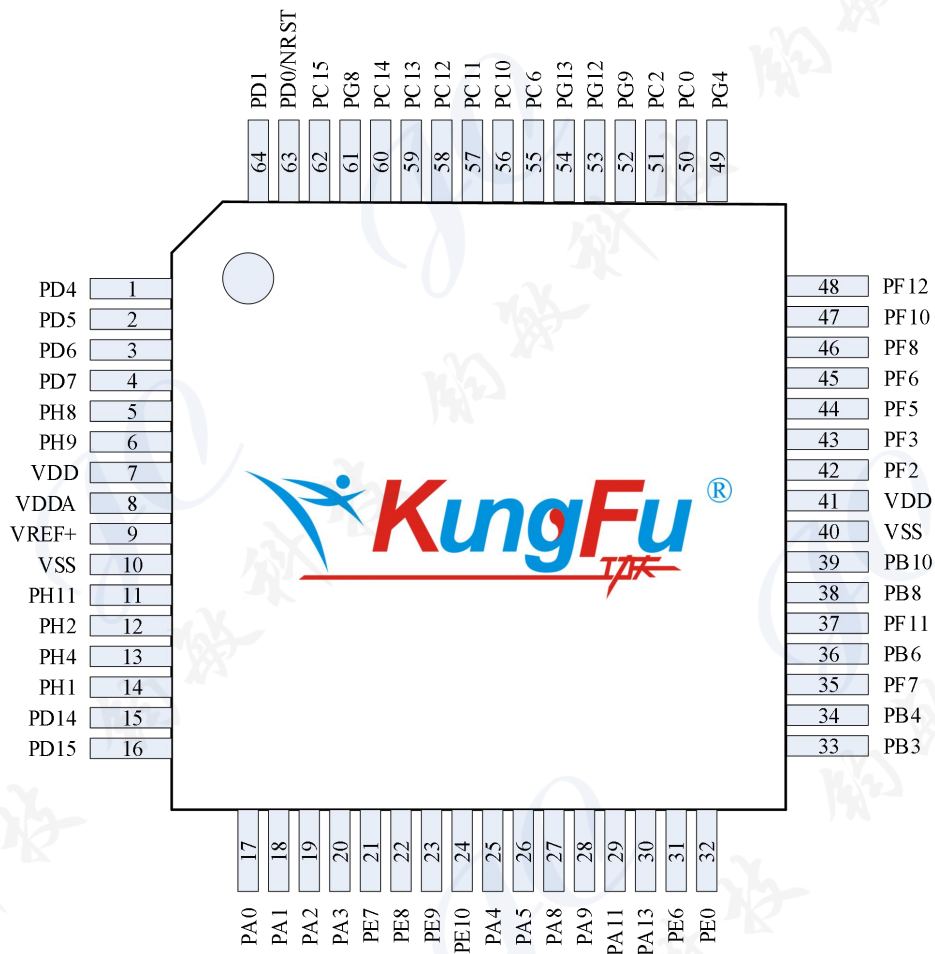 PD1 PD0/NRST PC15 PG8 PC14 PC13 PC12 PC11 PC10 PC6 PG13 PG12 PG9 PC2 PC0 PG4
64 63 62 61 60 59 58 57 56 55 54 53 52 51 50 49
PD4 1 48 PF12
PD5 2 47 PF10
PD6 3 46 PF8
PD7 4 45 PF6
PH8 5 44 PF5
PH9 6 43 PF3
VDD 7 42 PF2
VDDA 8 41 VDD
VREF+ 9 40 VSS
VSS 10 39 PB10
PH11 11 38 PB8
PH2 12 37 PF11
PH4 13 36 PB6
PH1 14 35 PF7
PD14 15 34 PB4
PD15 16 33 PB3
KungFu ®
功夫
17 18 19 20 21 22 23 24 25 26 27 28 29 30 31 32
PA0 PA1 PA2 PA3 PE7 PE8 PE9 PE10 PA4 PA5 PA8 PA9 PA11 PA13 PE6 PE0